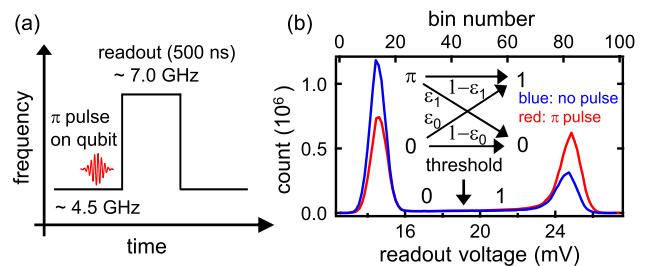 (a)
readout (500 ns)
~ 7.0 GHz
π pulse
on qubit
~ 4.5 GHz
frequency
time
(b)
bin number
0 20 40 60 80 100
count (10⁶)
1.0
0.5
0.0
π 1−ε₁ 1
ε₁
ε₀
0 1−ε₀ 0
blue: no pulse
red: π pulse
threshold
0 1
16 20 24
readout voltage (mV)